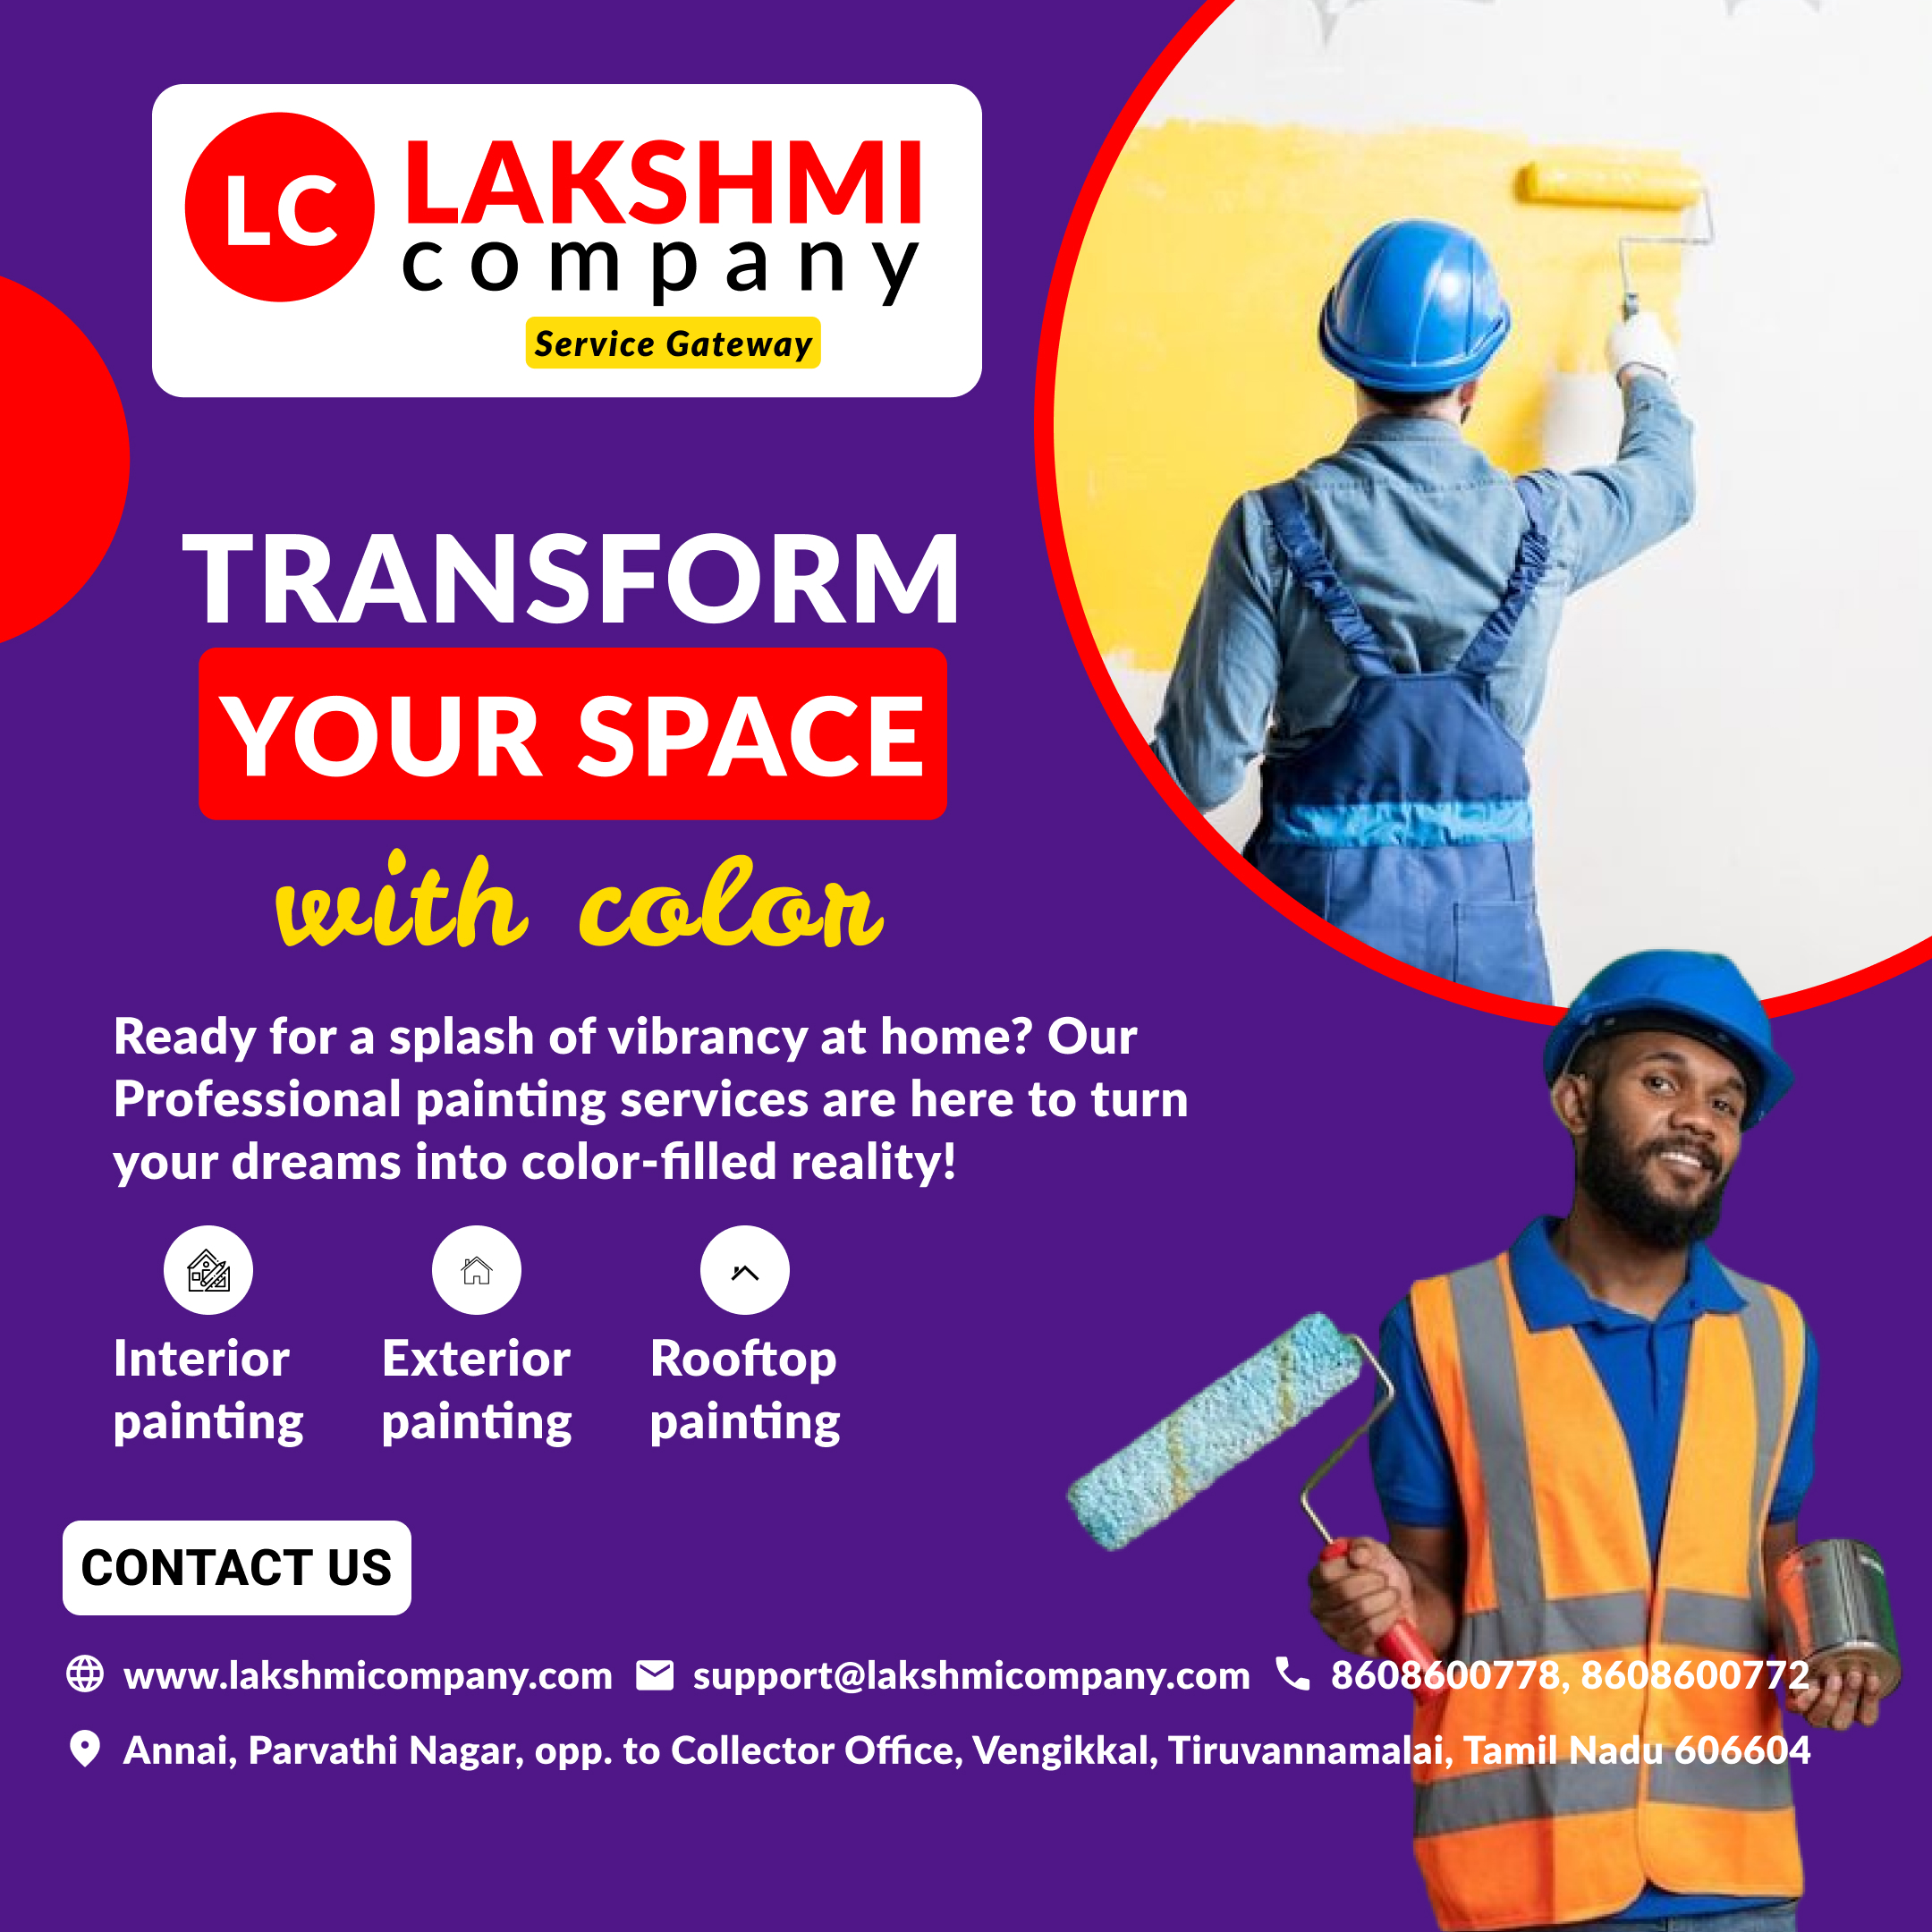 LC
LAKSHMI
company
Service Gateway
TRANSFORM
YOUR SPACE
with color
Ready for a splash of vibrancy at home? Our
Professional painting services are here to turn
your dreams into color-filled reality!
Interior
painting
Exterior
painting
Rooftop
painting
CONTACT US
www.lakshmicompany.com support@lakshmicompany.com 8608600778, 8608600772
Annai, Parvathi Nagar, opp. to Collector Office, Vengikkal, Tiruvannamalai, Tamil Nadu 606604